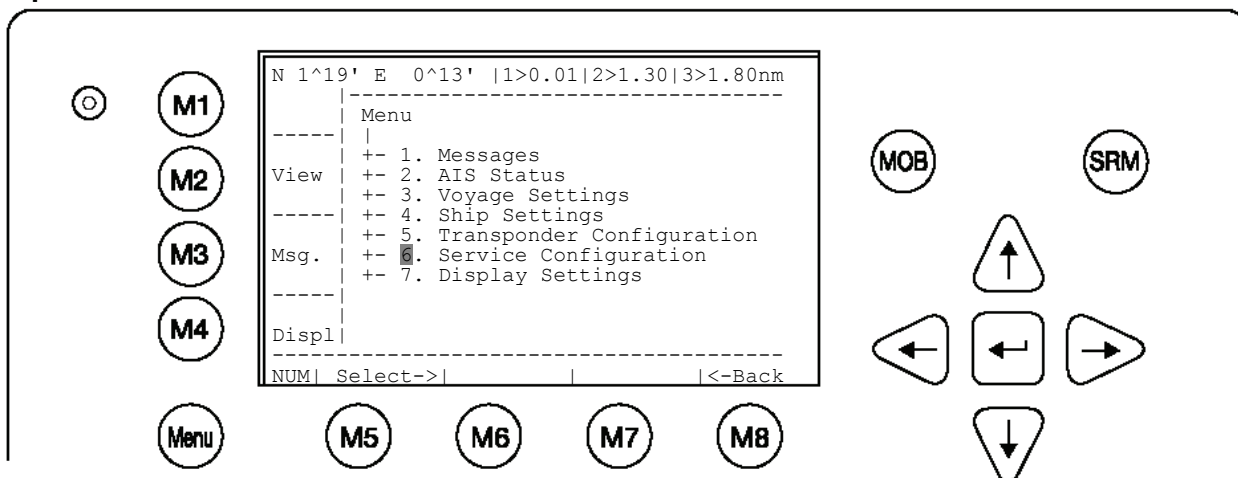 N 1^19' E  0^13' |1>0.01|2>1.30|3>1.80nm
M1
Menu
M2
View
+- 1. Messages
+- 2. AIS Status
+- 3. Voyage Settings
+- 4. Ship Settings
+- 5. Transponder Configuration
M3
Msg.
+- 6. Service Configuration
+- 7. Display Settings
M4
Displ
NUM| Select->| | |<-Back
Menu
M5
M6
M7
M8
MOB
SRM